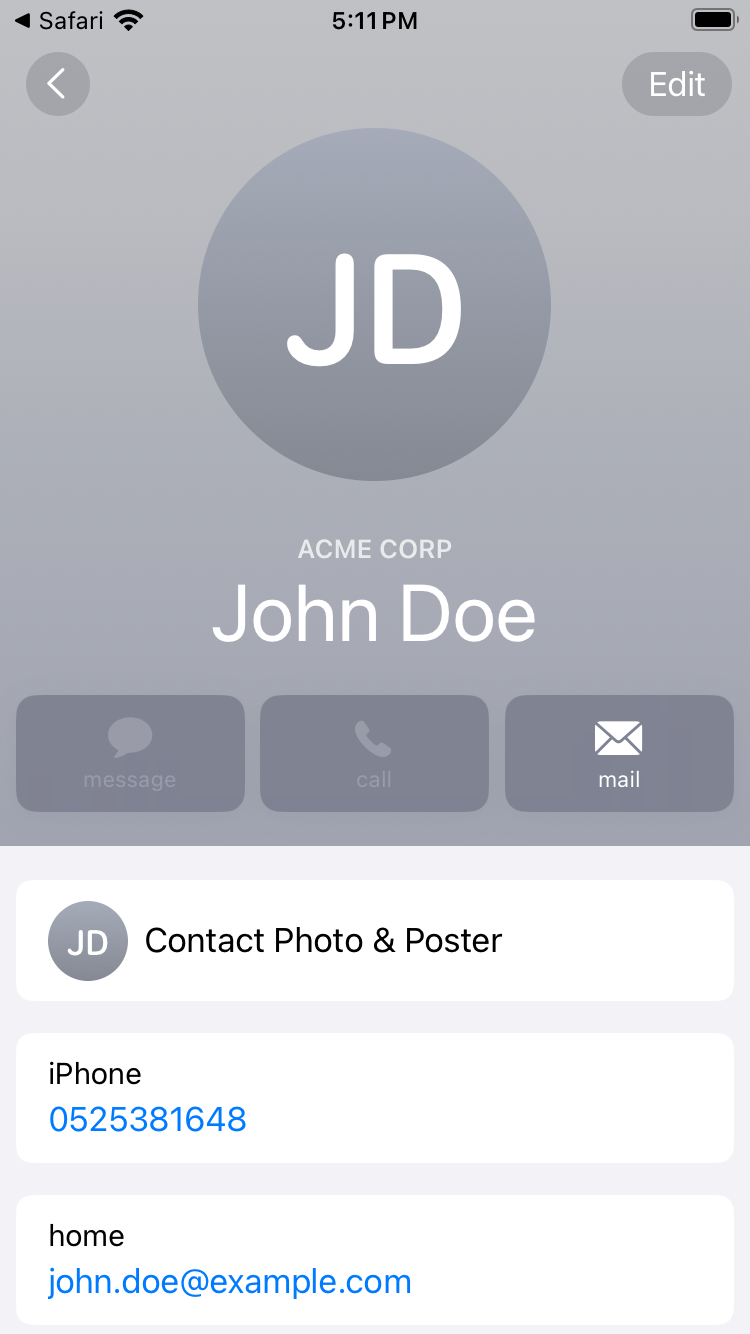 Safari 5:11 PM
Edit
JD
ACME CORP
John Doe
message call mail
JD Contact Photo & Poster
iPhone
0525381648
home
john.doe@example.com